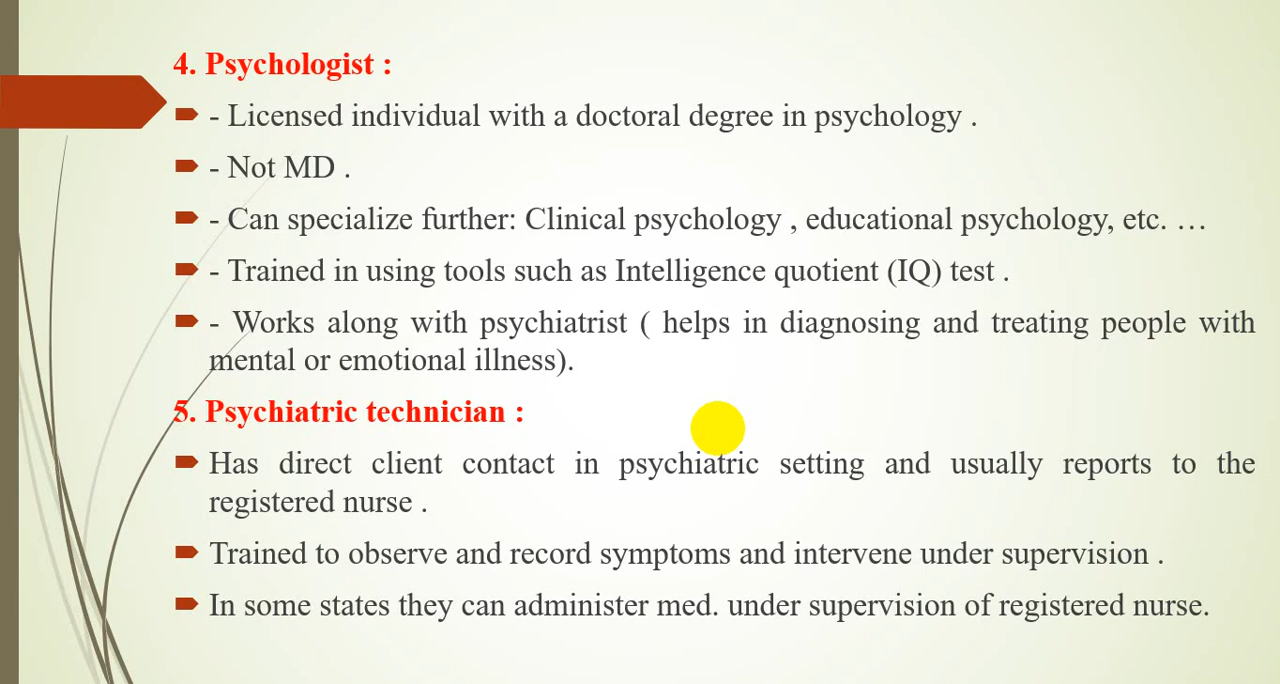 4. Psychologist :
- Licensed individual with a doctoral degree in psychology .
- Not MD .
- Can specialize further: Clinical psychology , educational psychology, etc. …
- Trained in using tools such as Intelligence quotient (IQ) test .
- Works along with psychiatrist ( helps in diagnosing and treating people with
mental or emotional illness).
5. Psychiatric technician :
Has direct client contact in psychiatric setting and usually reports to the
registered nurse .
Trained to observe and record symptoms and intervene under supervision .
In some states they can administer med. under supervision of registered nurse.